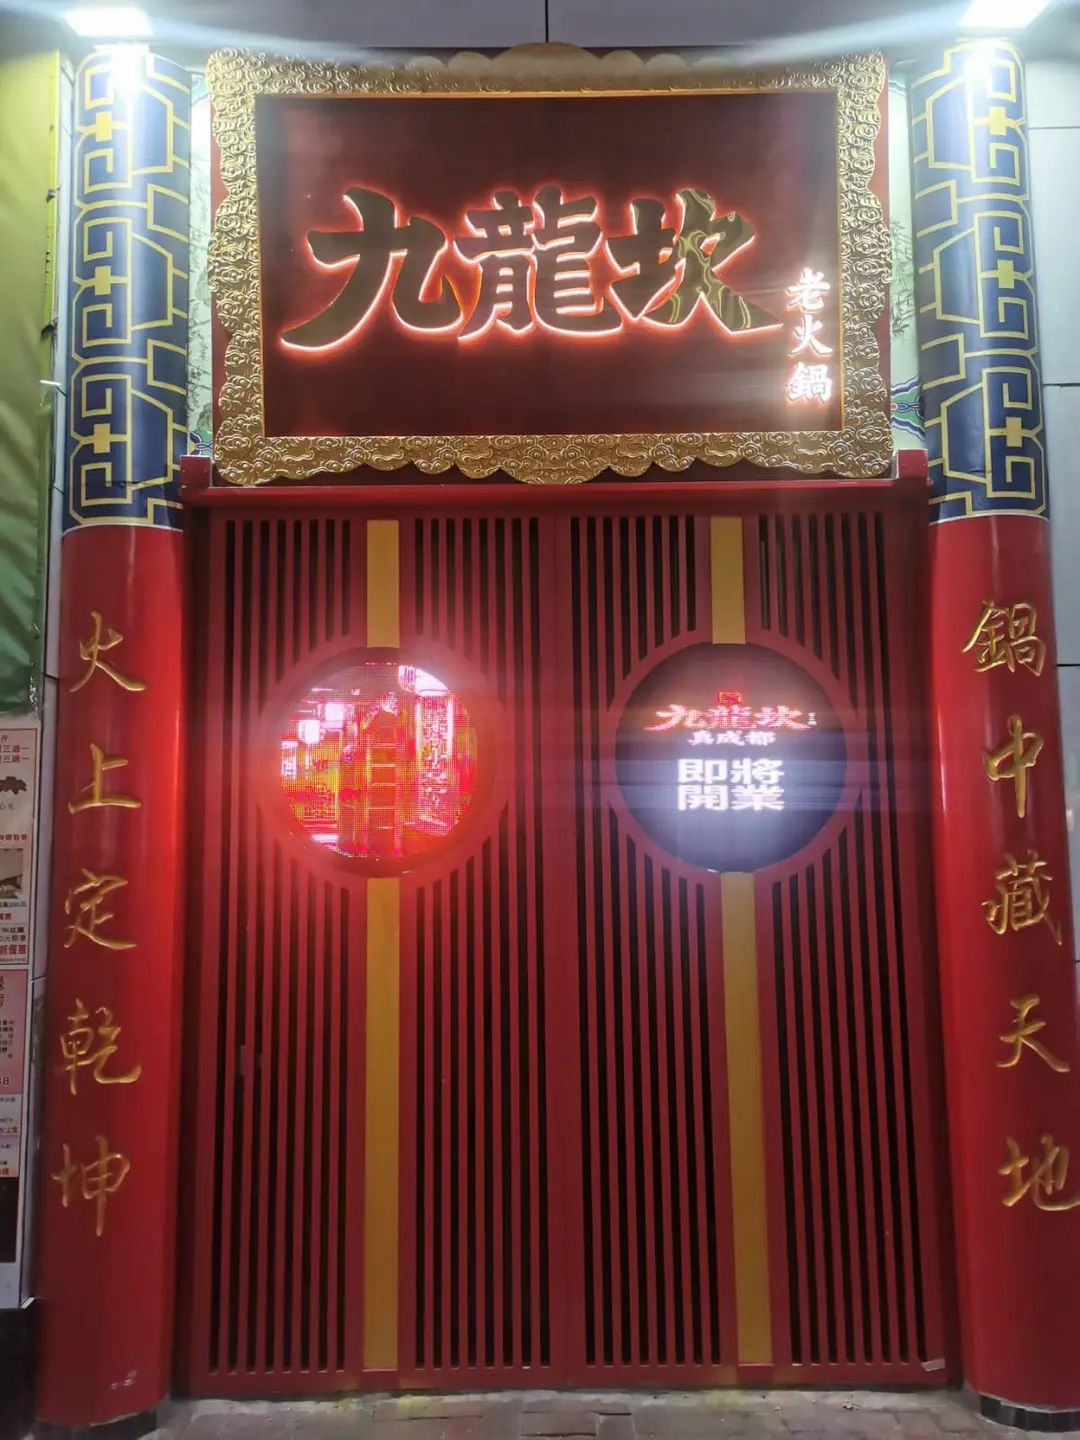 九龍坎
老火鍋
鍋中藏天地
火上定乾坤
九龍坎
真成都
即將
開業